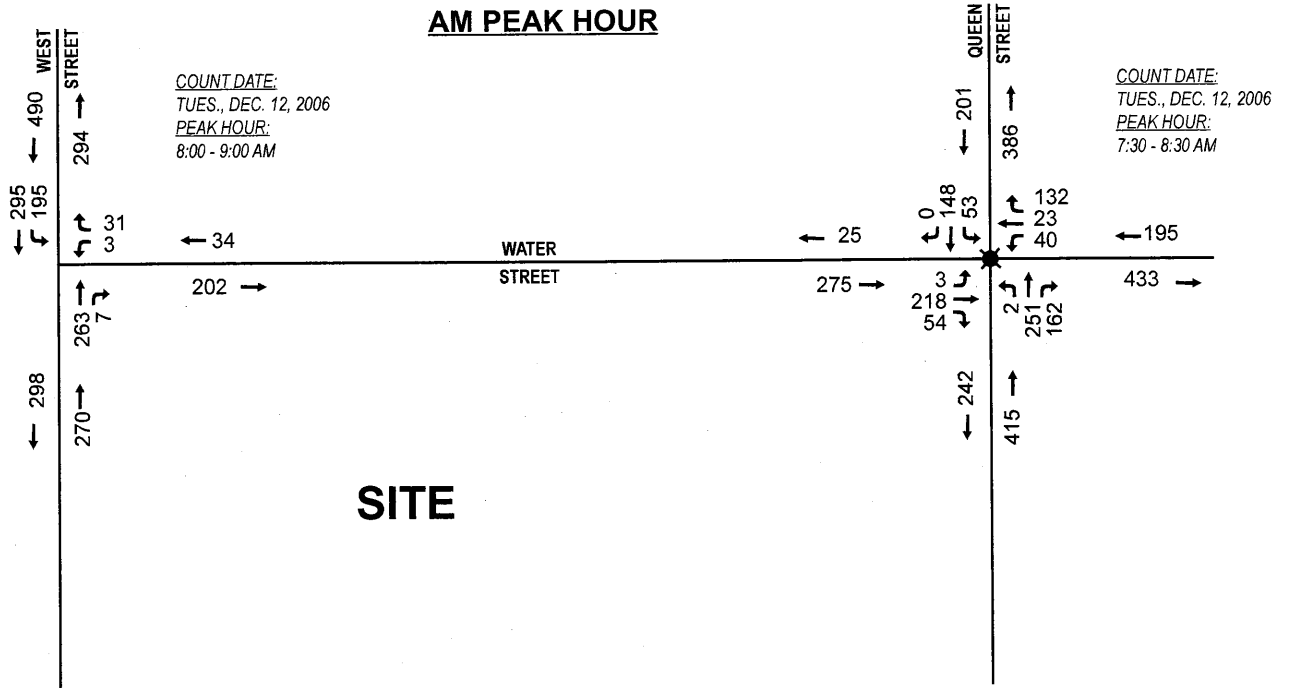 AM PEAK HOUR
WEST
STREET
COUNT DATE:
TUES., DEC. 12, 2006
PEAK HOUR:
8:00 - 9:00 AM
QUEEN
STREET
COUNT DATE:
TUES., DEC. 12, 2006
PEAK HOUR:
7:30 - 8:30 AM
490
294
201
386
295
195
31
3
34
WATER
STREET
25
0
148
53
132
23
40
195
263
7
202
275
3
218
54
2
251
162
433
298
270
242
415
SITE